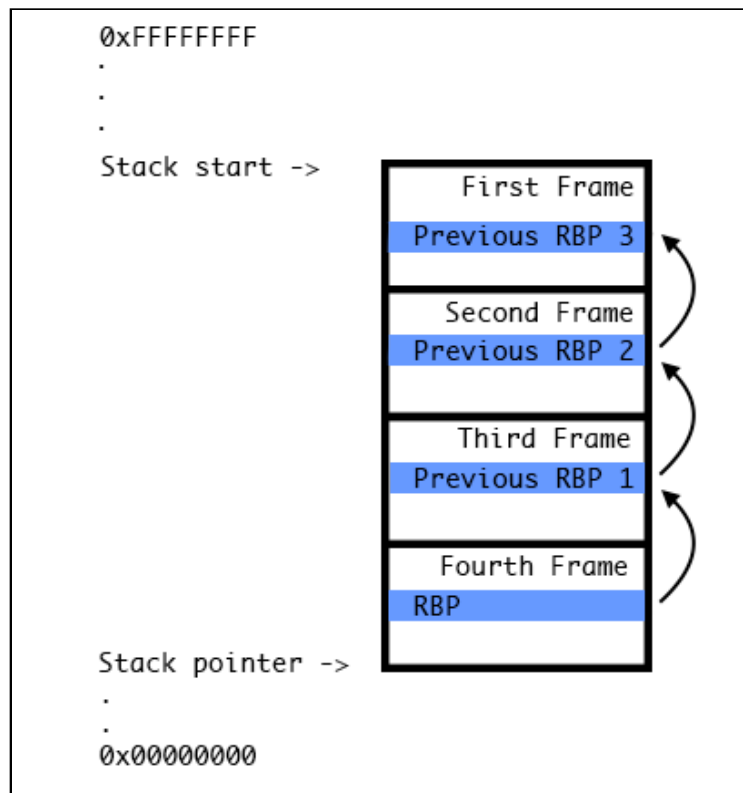 0xFFFFFFFF
.
.
.
Stack start ->
First Frame
Previous RBP 3
Second Frame
Previous RBP 2
Third Frame
Previous RBP 1
Fourth Frame
RBP
Stack pointer ->
.
.
0x00000000